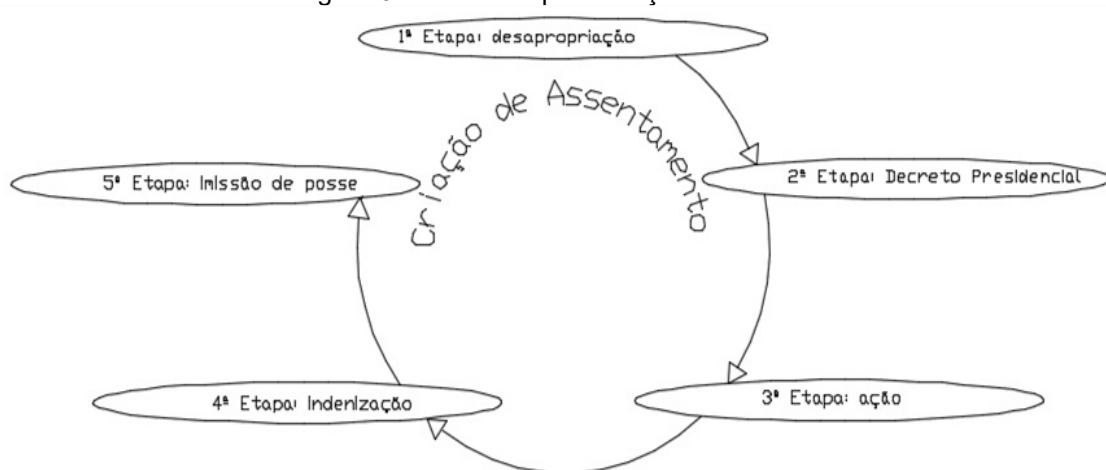 1ª Etapa: desapropriação
Criação de Assentamento
2ª Etapa: Decreto Presidencial
3ª Etapa: ação
4ª Etapa: Indenização
5ª Etapa: Imissão de posse